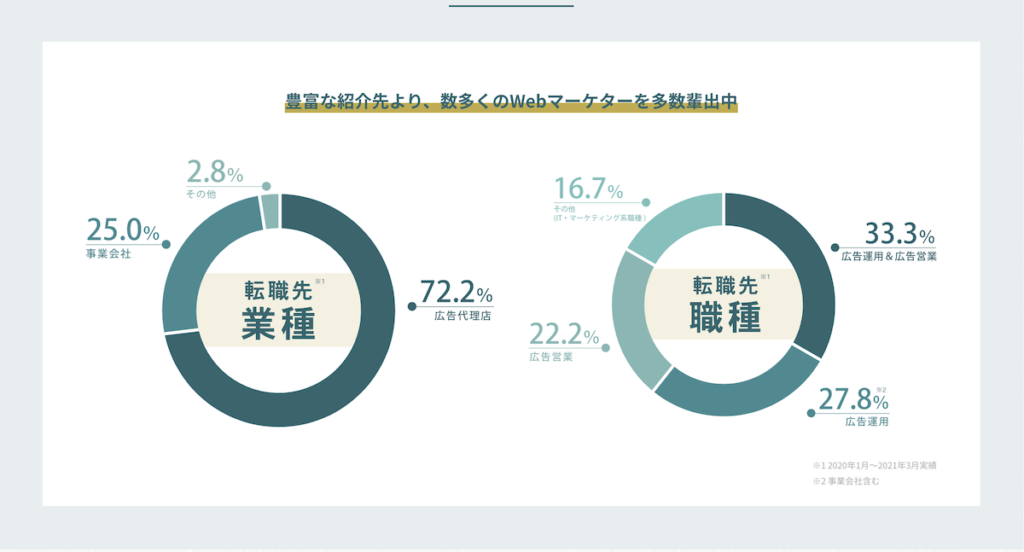 豊富な紹介先より、数多くのWebマーケターを多数輩出中
2.8%
その他
25.0%
事業会社
72.2%
広告代理店
転職先 ※1
業種
16.7%
その他
(IT・マーケティング系職種)
33.3%
広告運用&広告営業
22.2%
広告営業
27.8% ※2
広告運用
転職先 ※1
職種
※1 2020年1月〜2021年3月実績
※2 事業会社含む